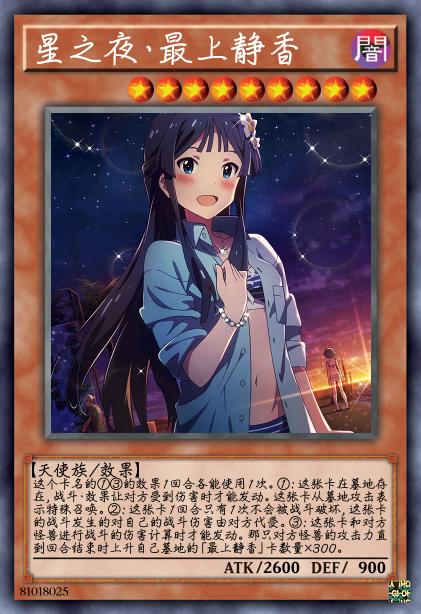 星之夜·最上静香
闇
【天使族/效果】
这个卡名的①③的效果1回合各能使用1次。①:这张卡在墓地存
在,战斗·效果让对方受到伤害时才能发动。这张卡从墓地攻击表
示特殊召唤。②:这张卡1回合只有1次不会被战斗破坏,这张卡
的战斗发生的对自己的战斗伤害由对方代受。③:这张卡和对方
怪兽进行战斗的伤害计算时才能发动。那只对方怪兽的攻击力直
到回合结束时上升自己墓地的「最上静香」卡数量×300。
ATK/2600 DEF/ 900
81018025